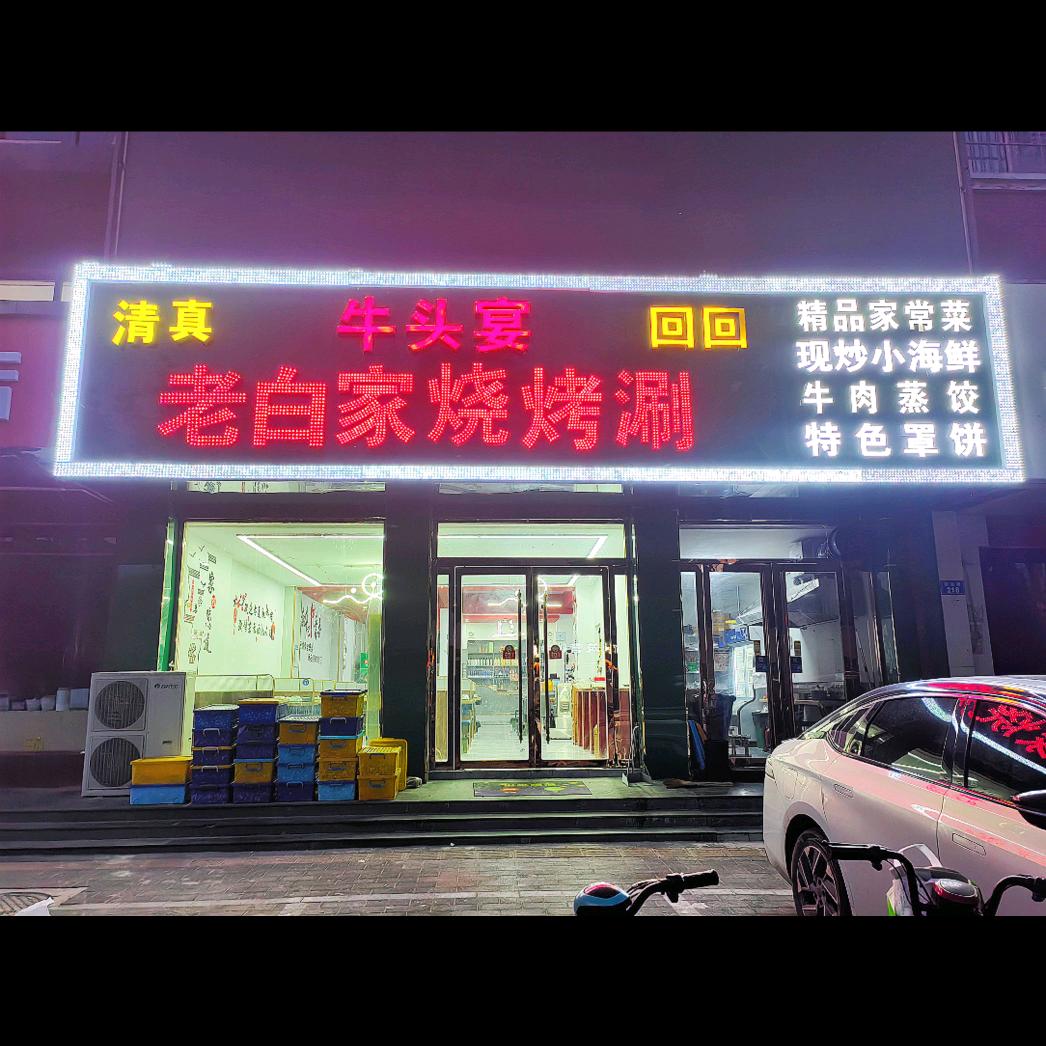 清真
牛头宴
回回
老白家烧烤涮
精品家常菜
现炒小海鲜
牛肉蒸饺
特色罩饼
218